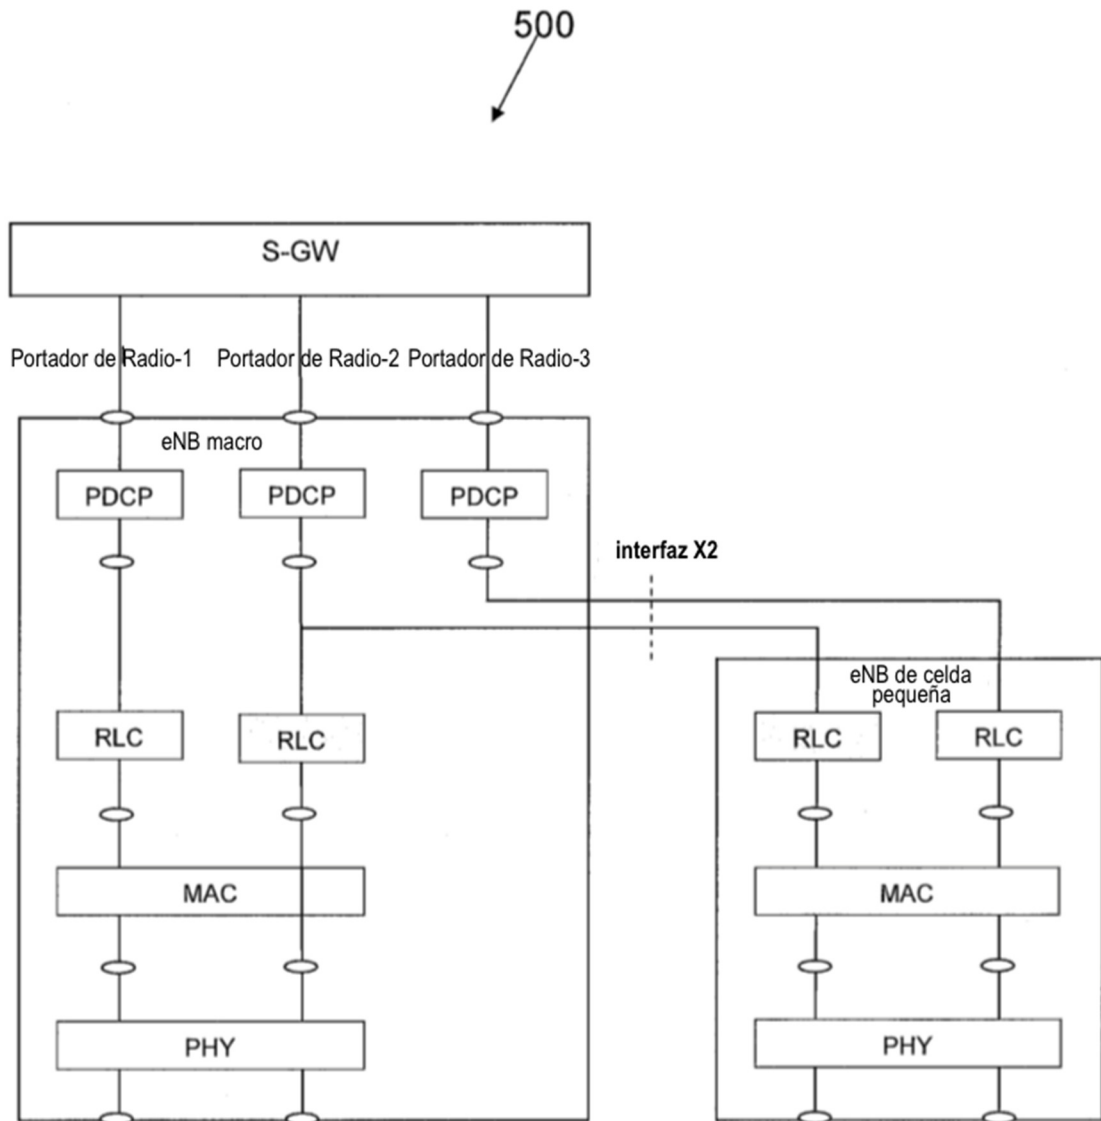 500
S-GW
Portador de Radio-1 Portador de Radio-2 Portador de Radio-3
eNB macro
PDCP PDCP PDCP
interfaz X2
eNB de celda
pequeña
RLC RLC RLC RLC
MAC MAC
PHY PHY